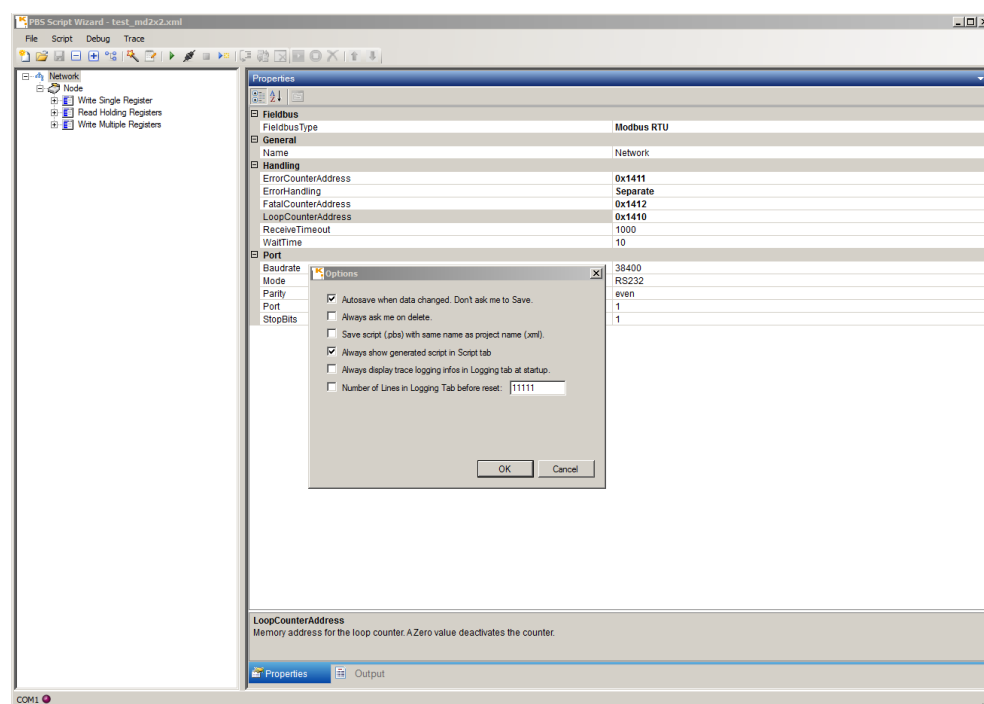 PBS Script Wizard - test_md2x2.xml
File Script Debug Trace
Network
Node
Write Single Register
Read Holding Registers
Write Multiple Registers
Properties
Fieldbus
FieldbusType Modbus RTU
General
Name Network
Handling
ErrorCounterAddress 0x1411
ErrorHandling Separate
FatalCounterAddress 0x1412
LoopCounterAddress 0x1410
ReceiveTimeout 1000
WaitTime 10
Port
Baudrate 38400
Mode RS232
Parity even
Port 1
StopBits 1
Options
Autosave when data changed. Don't ask me to Save.
Always ask me on delete.
Save script (.pbs) with same name as project name (.xml).
Always show generated script in Script tab
Always display trace logging infos in Logging tab at startup.
Number of Lines in Logging Tab before reset: 11111
OK Cancel
LoopCounterAddress
Memory address for the loop counter. A Zero value deactivates the counter.
Properties Output
COM1